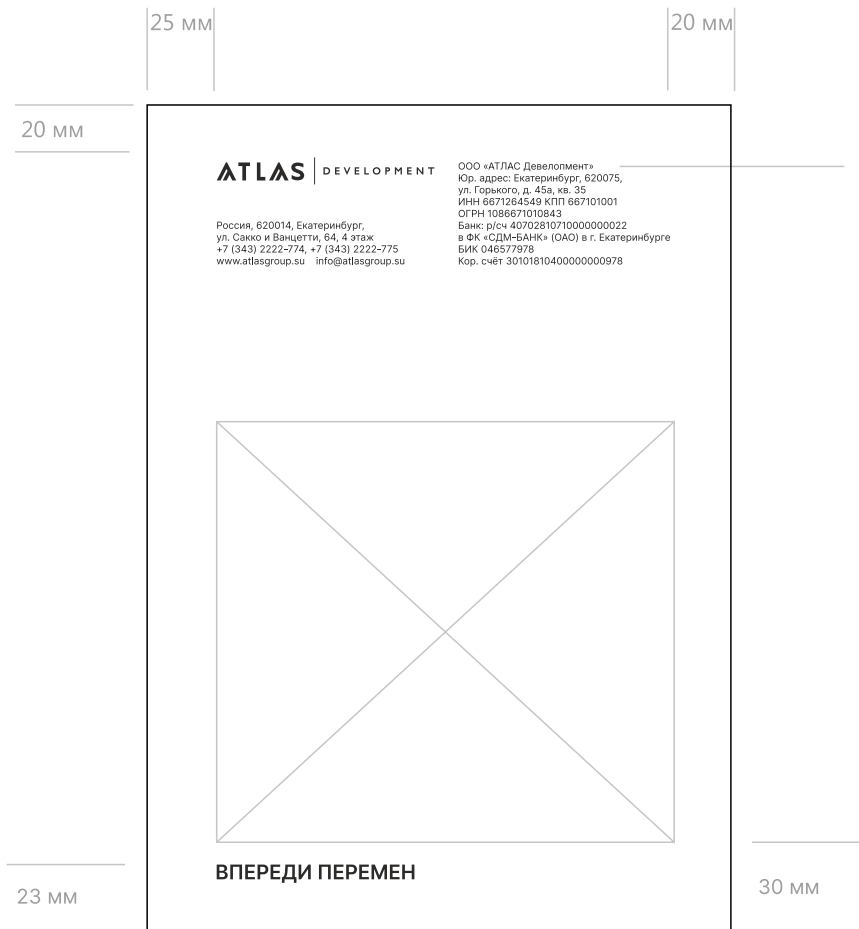 25 мм
20 мм
20 мм
ATLAS | DEVELOPMENT
Россия, 620014, Екатеринбург,
ул. Сакко и Ванцетти, 64, 4 этаж
+7 (343) 2222–774, +7 (343) 2222–775
www.atlasgroup.su info@atlasgroup.su
ООО «АТЛАС Девелопмент»
Юр. адрес: Екатеринбург, 620075,
ул. Горького, д. 45а, кв. 35
ИНН 6671264549 КПП 667101001
ОГРН 1086671010843
Банк: р/сч 40702810710000000022
в ФК «СДМ–БАНК» (ОАО) в г. Екатеринбурге
БИК 046577978
Кор. счёт 30101810400000000978
ВПЕРЕДИ ПЕРЕМЕН
23 мм
30 мм